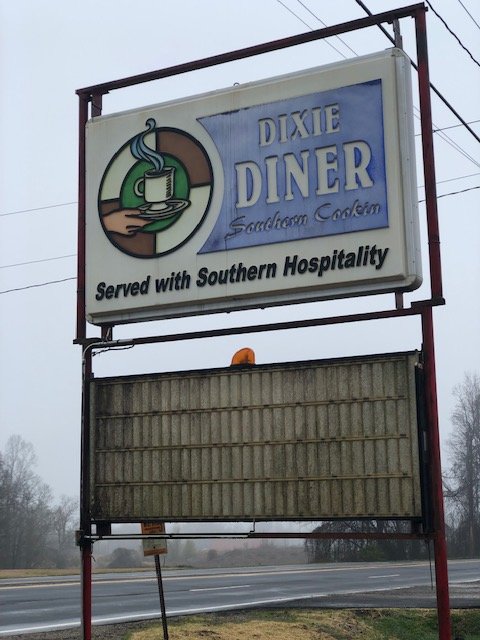 DIXIE
DINER
Southern Cookin
Served with Southern Hospitality